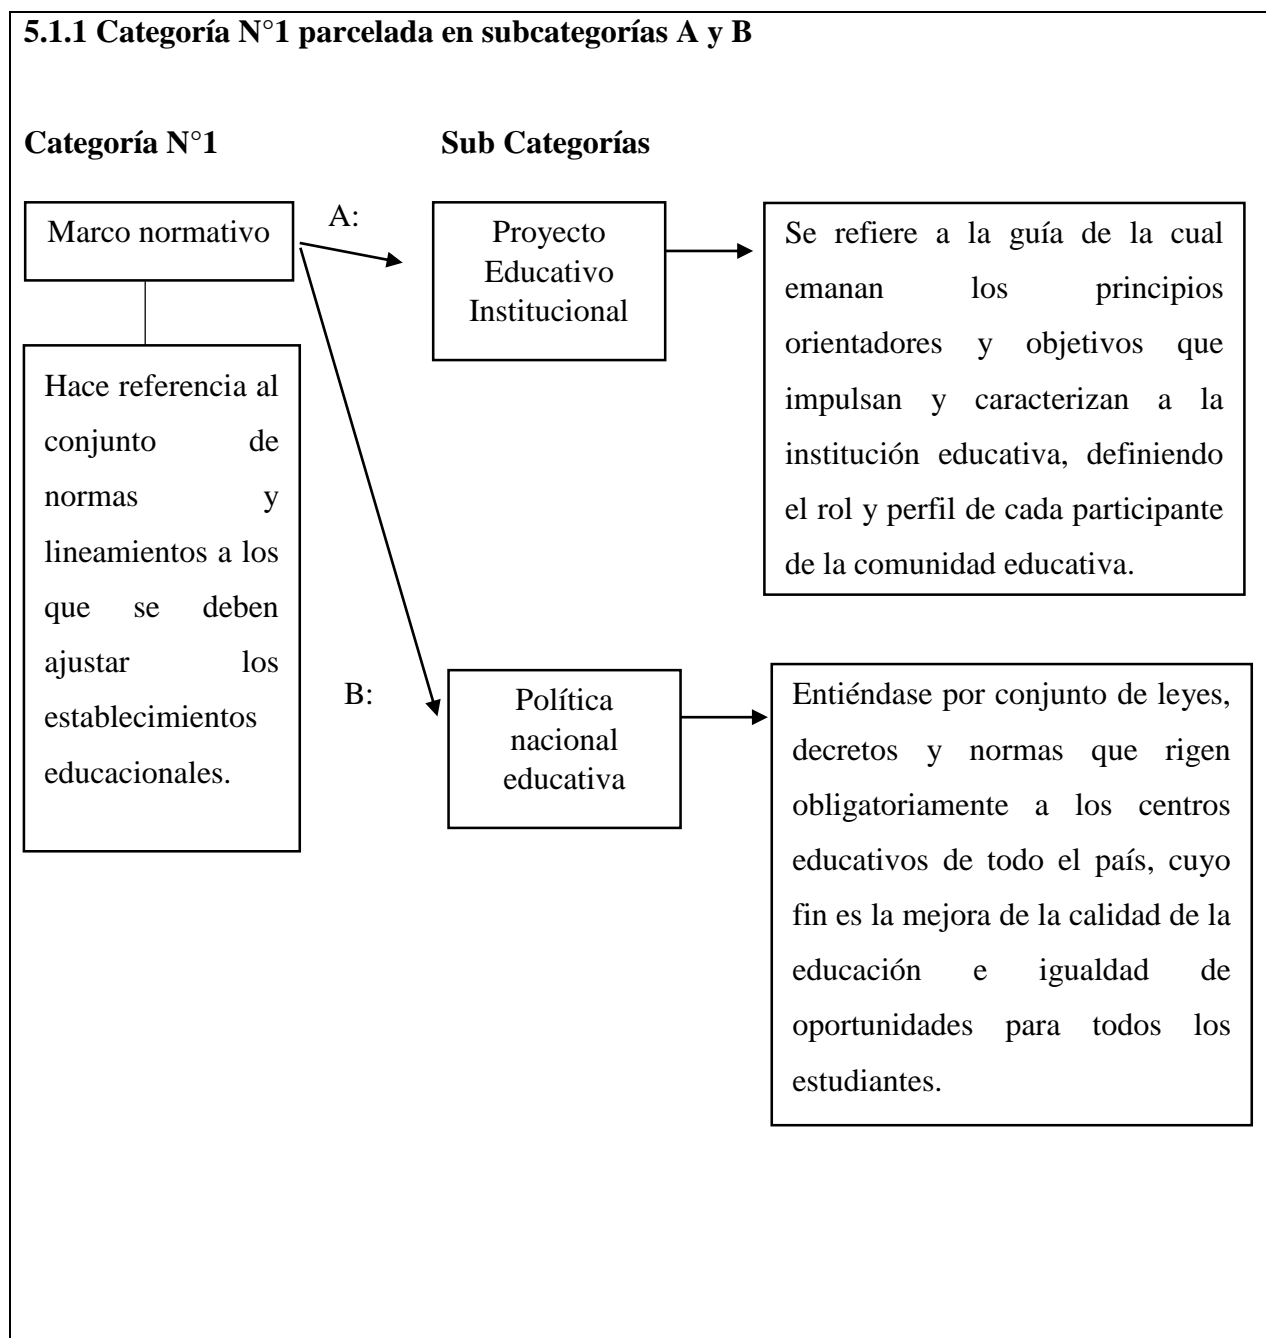 5.1.1 Categoría N°1 parcelada en subcategorías A y B
Categoría N°1
Sub Categorías
Marco normativo
Hace referencia al
conjunto de
normas y
lineamientos a los
que se deben
ajustar los
establecimientos
educacionales.
A:
Proyecto
Educativo
Institucional
Se refiere a la guía de la cual
emanan los principios
orientadores y objetivos que
impulsan y caracterizan a la
institución educativa, definiendo
el rol y perfil de cada participante
de la comunidad educativa.
B:
Política
nacional
educativa
Entiéndase por conjunto de leyes,
decretos y normas que rigen
obligatoriamente a los centros
educativos de todo el país, cuyo
fin es la mejora de la calidad de la
educación e igualdad de
oportunidades para todos los
estudiantes.